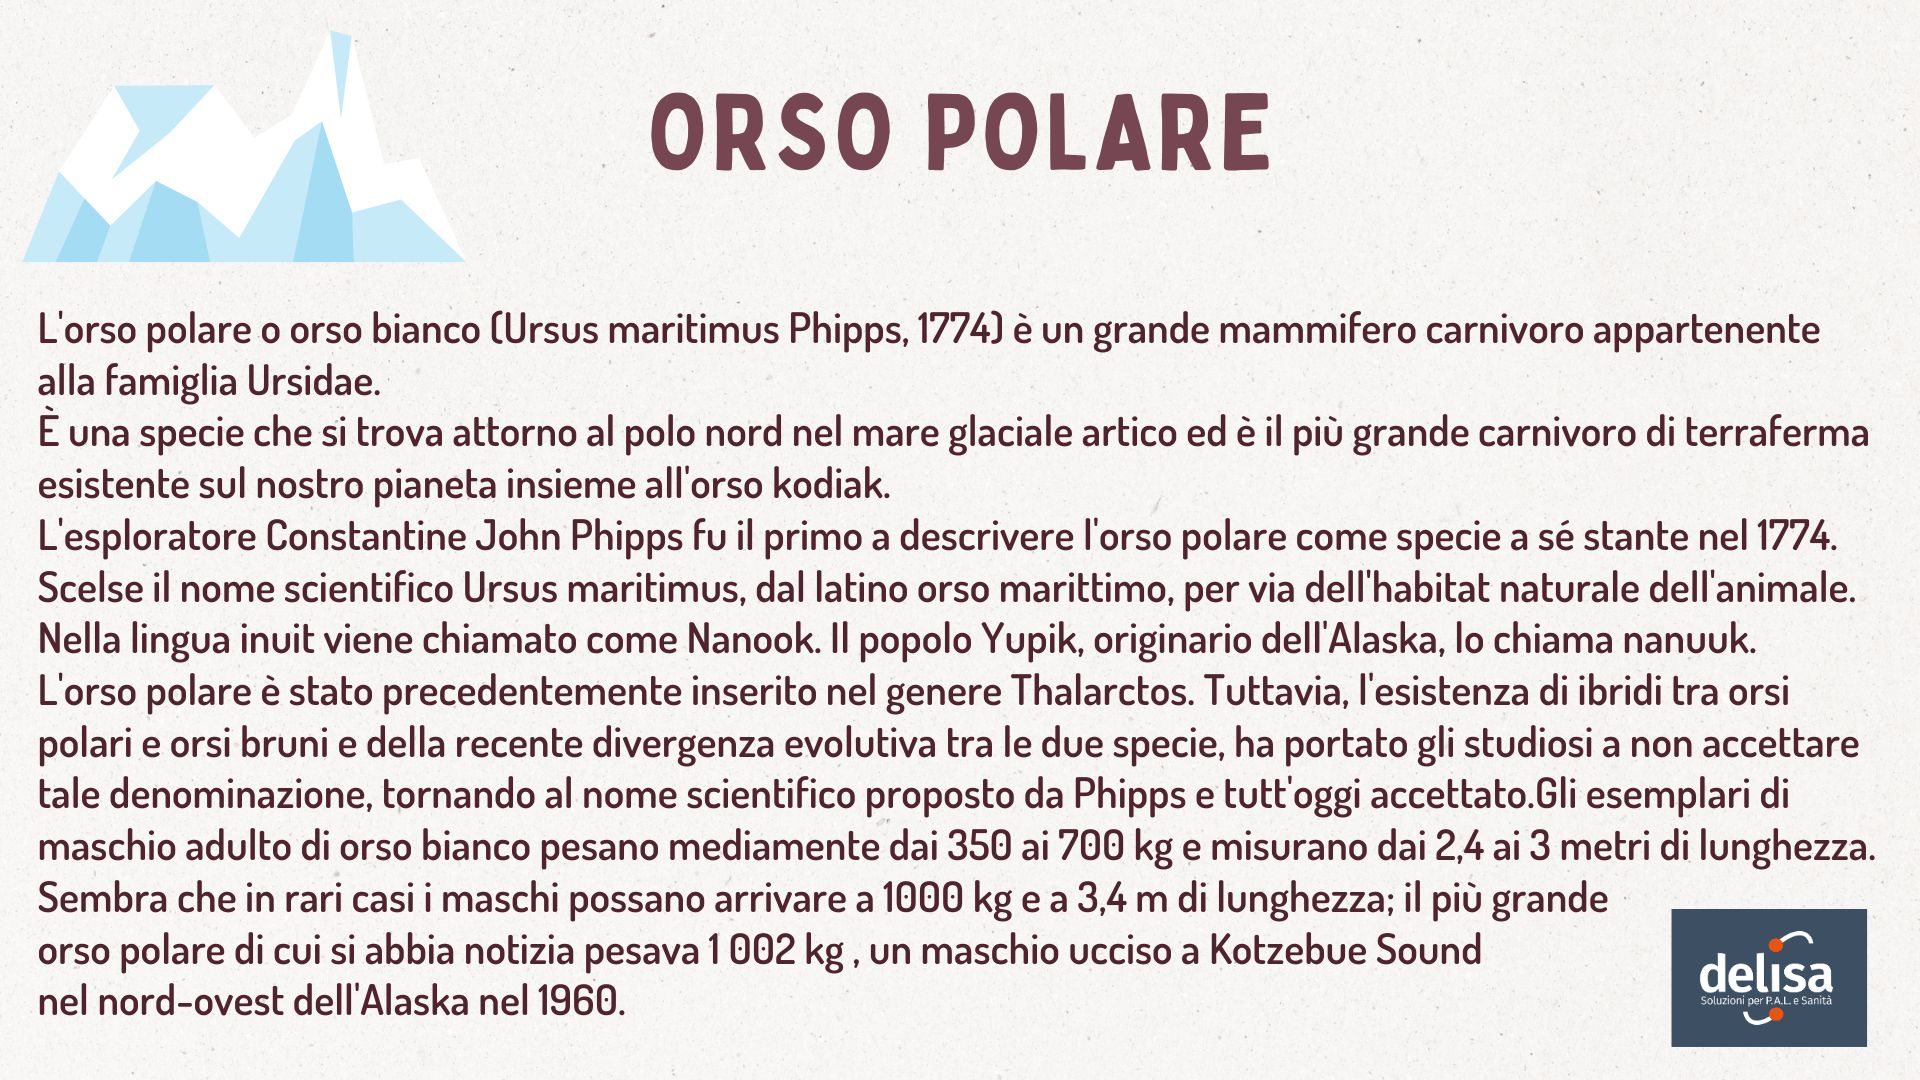 ORSO POLARE
L'orso polare o orso bianco (Ursus maritimus Phipps, 1774) è un grande mammifero carnivoro appartenente
alla famiglia Ursidae.
È una specie che si trova attorno al polo nord nel mare glaciale artico ed è il più grande carnivoro di terraferma
esistente sul nostro pianeta insieme all'orso kodiak.
L'esploratore Constantine John Phipps fu il primo a descrivere l'orso polare come specie a sé stante nel 1774.
Scelse il nome scientifico Ursus maritimus, dal latino orso marittimo, per via dell'habitat naturale dell'animale.
Nella lingua inuit viene chiamato come Nanook. Il popolo Yupik, originario dell'Alaska, lo chiama nanuuk.
L'orso polare è stato precedentemente inserito nel genere Thalarctos. Tuttavia, l'esistenza di ibridi tra orsi
polari e orsi bruni e della recente divergenza evolutiva tra le due specie, ha portato gli studiosi a non accettare
tale denominazione, tornando al nome scientifico proposto da Phipps e tutt'oggi accettato.Gli esemplari di
maschio adulto di orso bianco pesano mediamente dai 350 ai 700 kg e misurano dai 2,4 ai 3 metri di lunghezza.
Sembra che in rari casi i maschi possano arrivare a 1000 kg e a 3,4 m di lunghezza; il più grande
orso polare di cui si abbia notizia pesava 1 002 kg , un maschio ucciso a Kotzebue Sound
nel nord-ovest dell'Alaska nel 1960.
delisa
Soluzioni per P.A.L. e Sanità